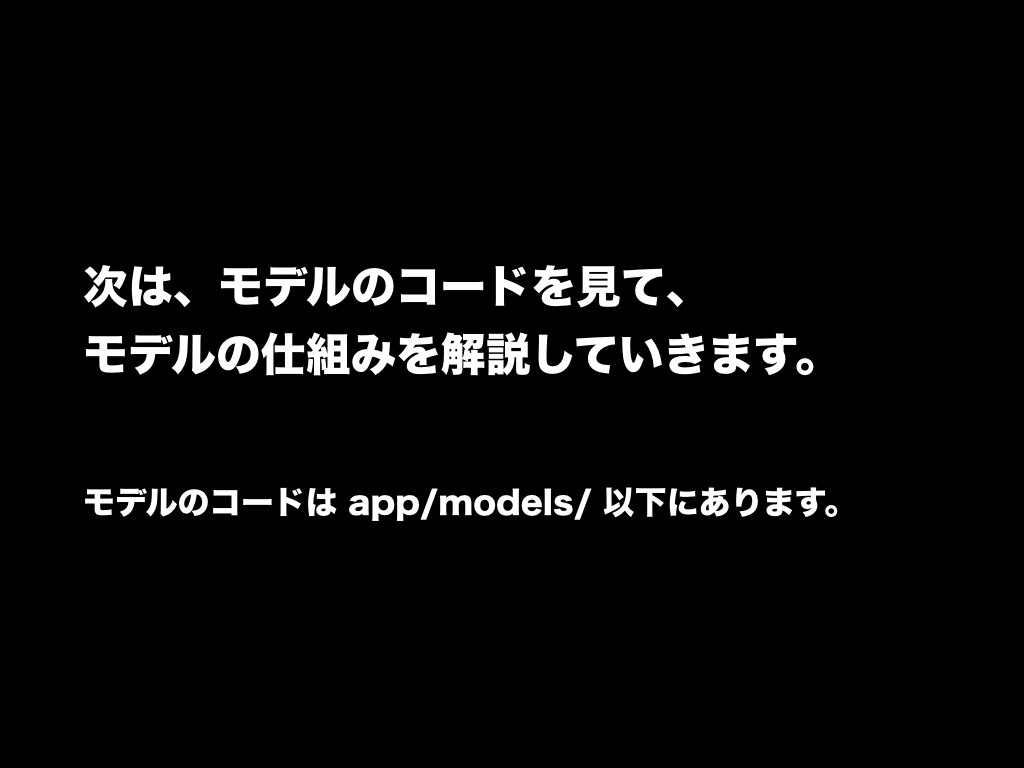 次は、モデルのコードを見て、
モデルの仕組みを解説していきます。
モデルのコードは app/models/ 以下にあります。